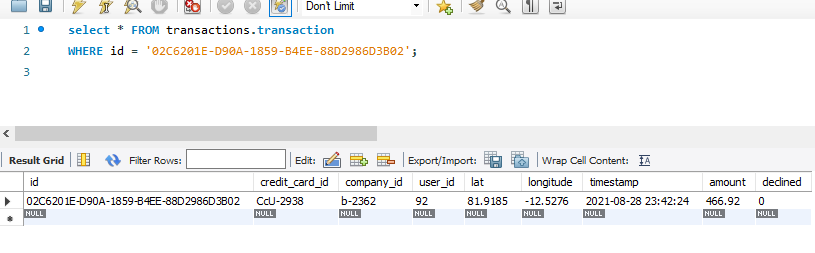 Don't Limit
1 select * FROM transactions.transaction
2 WHERE id = '02C6201E-D90A-1859-B4EE-88D2986D3B02';
3
Result Grid Filter Rows: Edit: Export/Import: Wrap Cell Content: IA
id credit_card_id company_id user_id lat longitude timestamp amount declined
02C6201E-D90A-1859-B4EE-88D2986D3B02 CcU-2938 b-2362 92 81.9185 -12.5276 2021-08-28 23:42:24 466.92 0
NULL NULL NULL NULL NULL NULL NULL NULL NULL